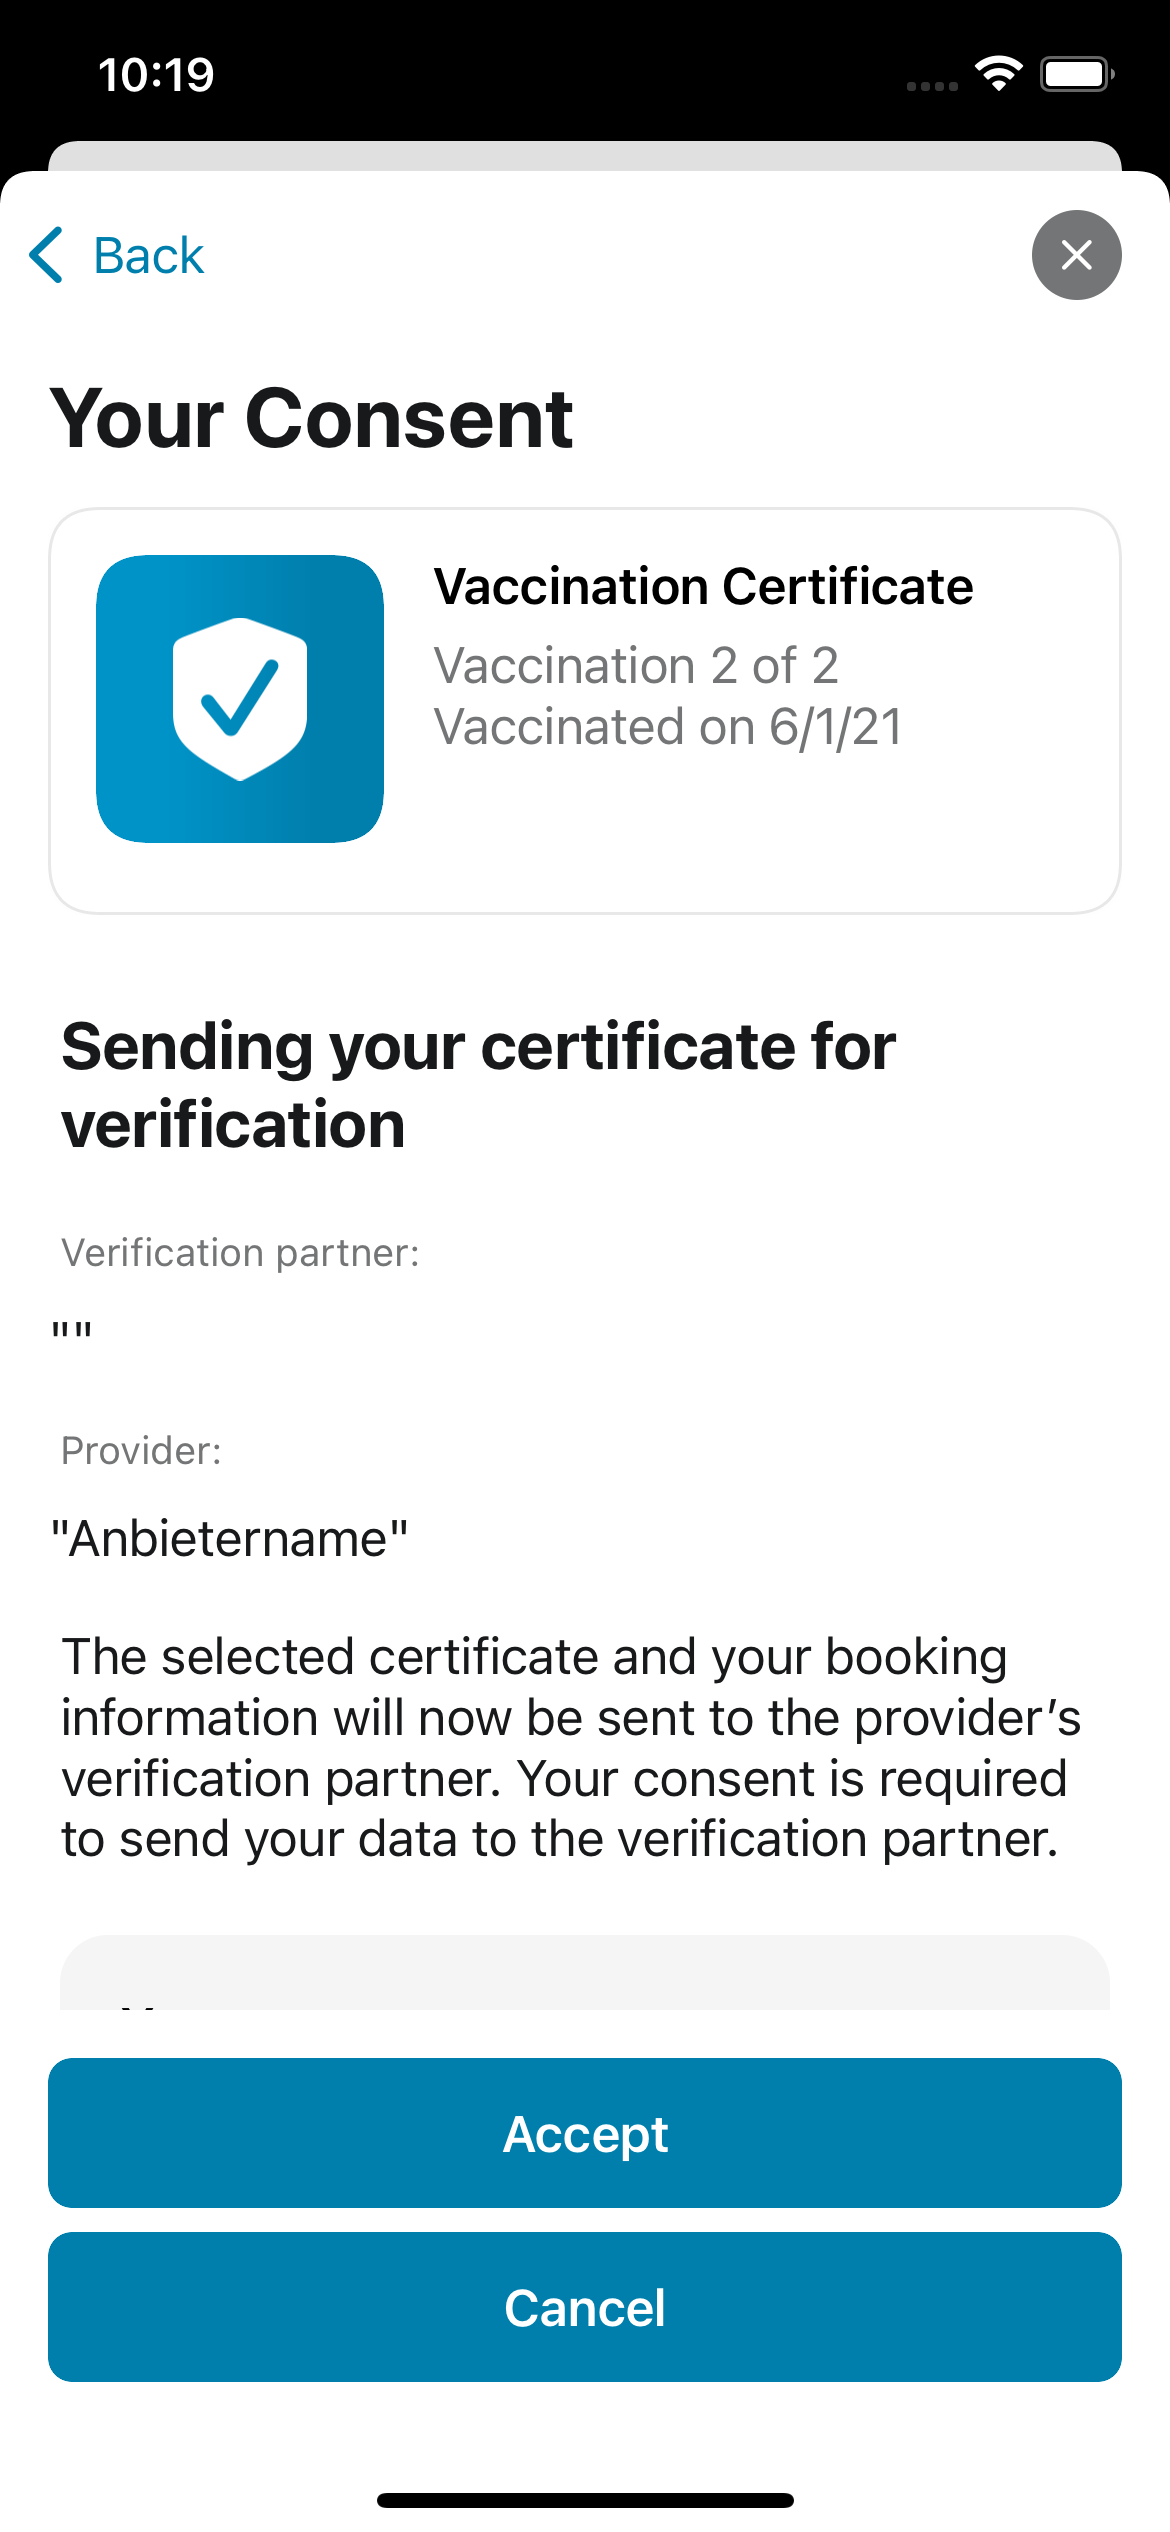 10:19
Back
Your Consent
Vaccination Certificate
Vaccination 2 of 2
Vaccinated on 6/1/21
Sending your certificate for
verification
Verification partner:
""
Provider:
"Anbietername"
The selected certificate and your booking
information will now be sent to the provider’s
verification partner. Your consent is required
to send your data to the verification partner.
Accept
Cancel